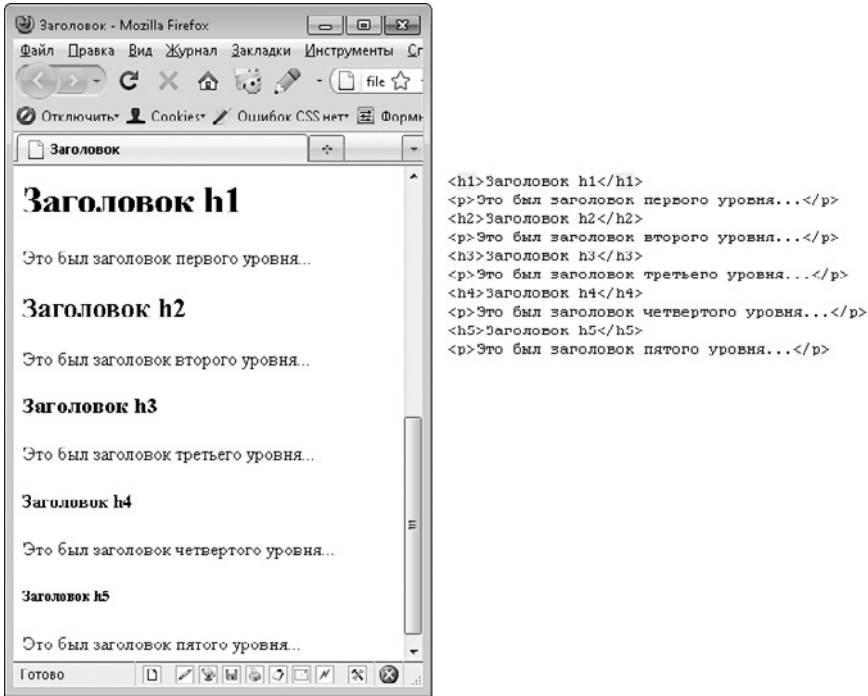 Заголовок - Mozilla Firefox
Файл Правка Вид Журнал Закладки Инструменты Сп
file
Отключить Cookies Ошибок CSS нет Формы
Заголовок
Заголовок h1
Это был заголовок первого уровня...
Заголовок h2
Это был заголовок второго уровня...
Заголовок h3
Это был заголовок третьего уровня...
Заголовок h4
Это был заголовок четвертого уровня...
Заголовок h5
Это был заголовок пятого уровня...
Готово
<h1>Заголовок h1</h1>
<p>Это был заголовок первого уровня...</p>
<h2>Заголовок h2</h2>
<p>Это был заголовок второго уровня...</p>
<h3>Заголовок h3</h3>
<p>Это был заголовок третьего уровня...</p>
<h4>Заголовок h4</h4>
<p>Это был заголовок четвертого уровня...</p>
<h5>Заголовок h5</h5>
<p>Это был заголовок пятого уровня...</p>